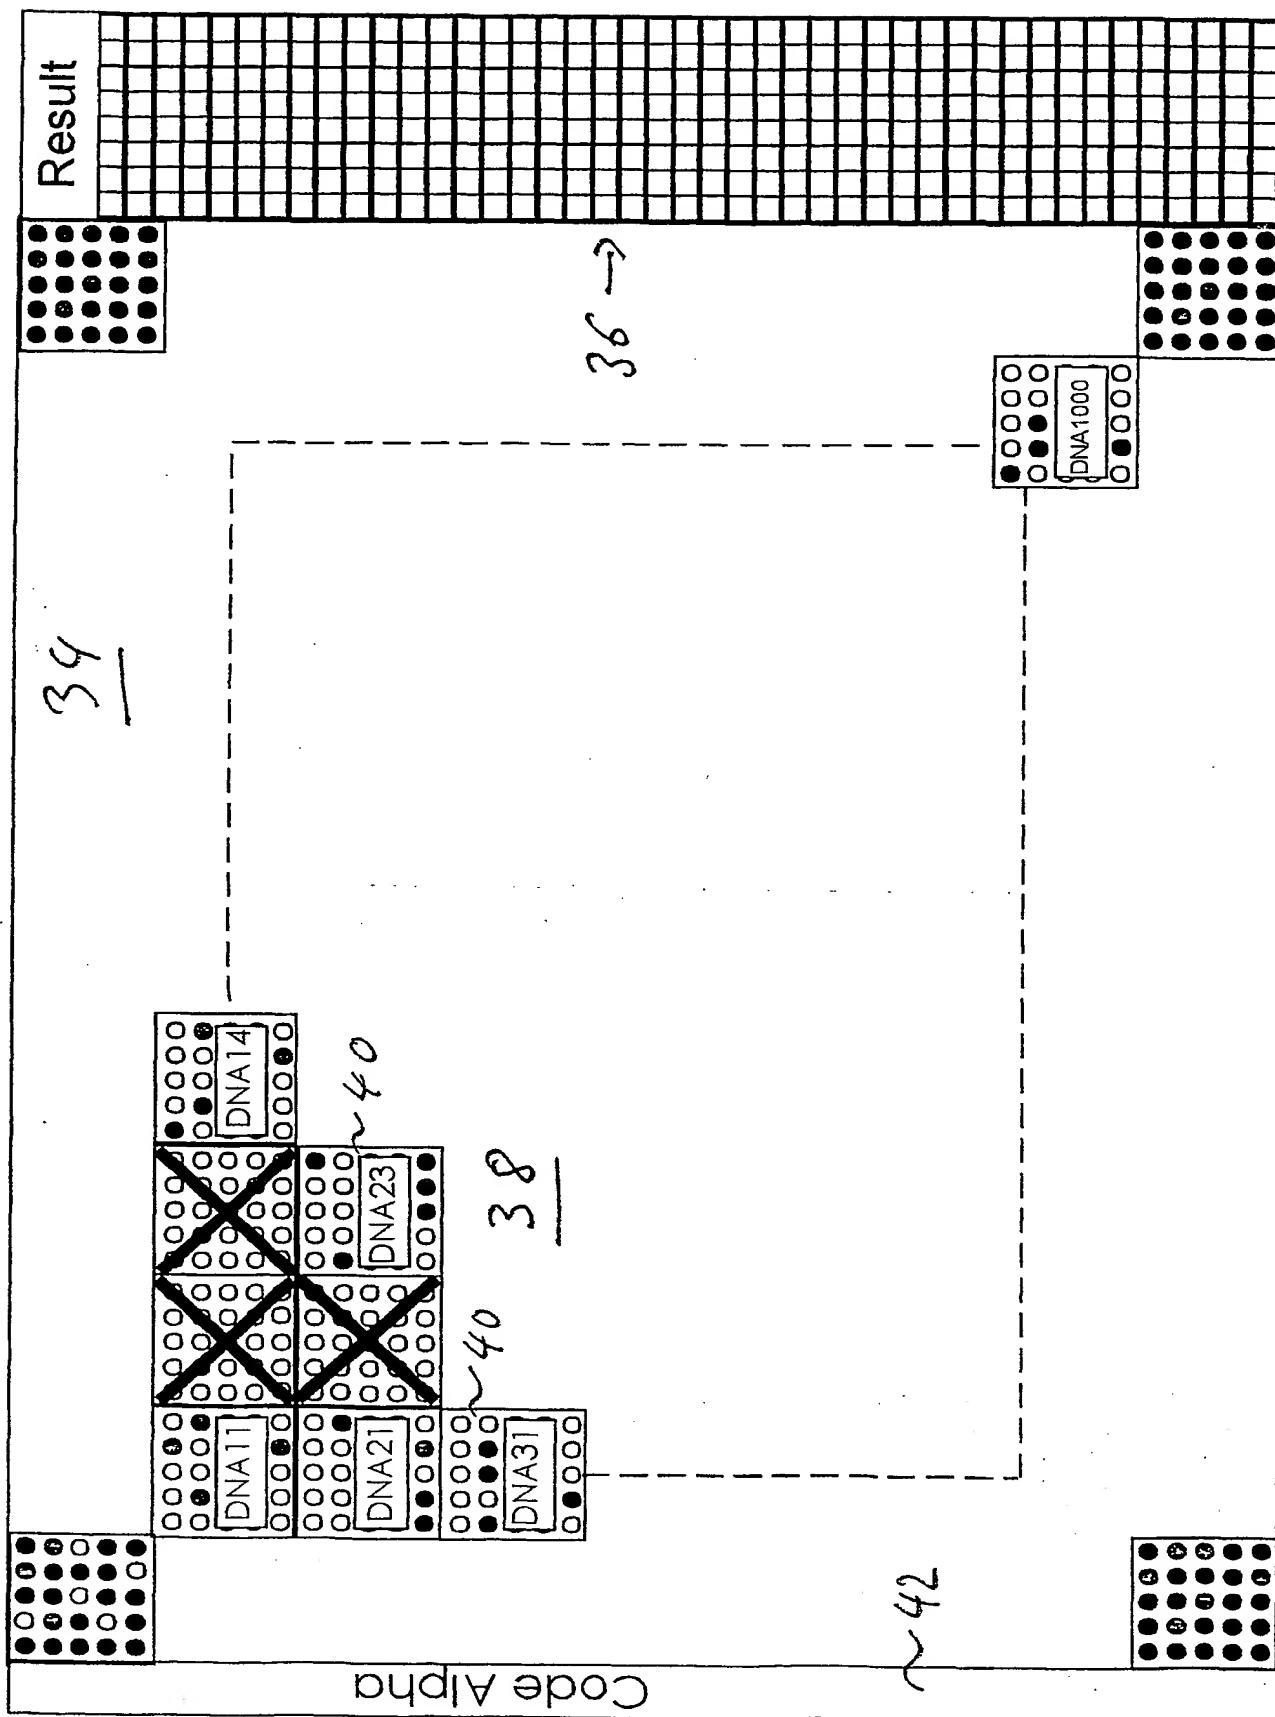 Code Alpha
42
34
38
36
40
40
DNA11
DNA14
DNA21
DNA23
DNA31
DNA1000
Result